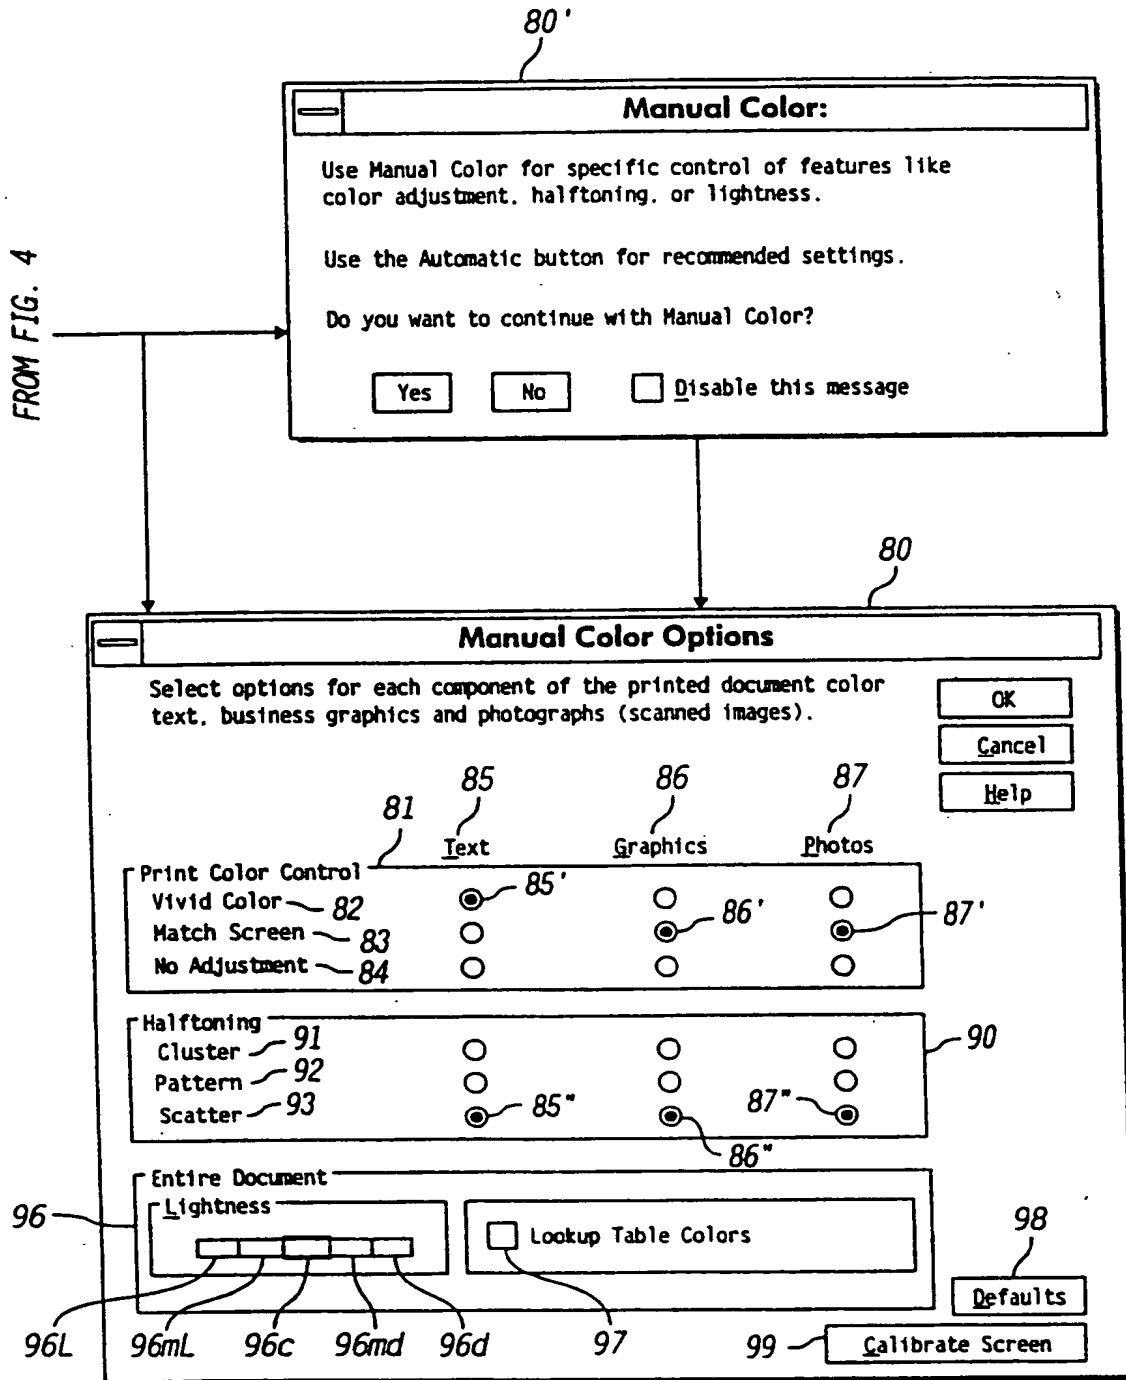 80'
Manual Color:
Use Manual Color for specific control of features like
color adjustment, halftoning, or lightness.
Use the Automatic button for recommended settings.
Do you want to continue with Manual Color?
Yes No Disable this message
FROM FIG. 4
80
Manual Color Options
Select options for each component of the printed document color
text, business graphics and photographs (scanned images).
OK
Cancel
Help
85 86 87
81
Text Graphics Photos
Print Color Control
Vivid Color 82 85'
Match Screen 83 86' 87'
No Adjustment 84
Halftoning
Cluster 91
90
Pattern 92
Scatter 93 85" 86" 87"
Entire Document
96
Lightness
Lookup Table Colors
98
Defaults
96L 96mL 96c 96md 96d 97 99 Calibrate Screen